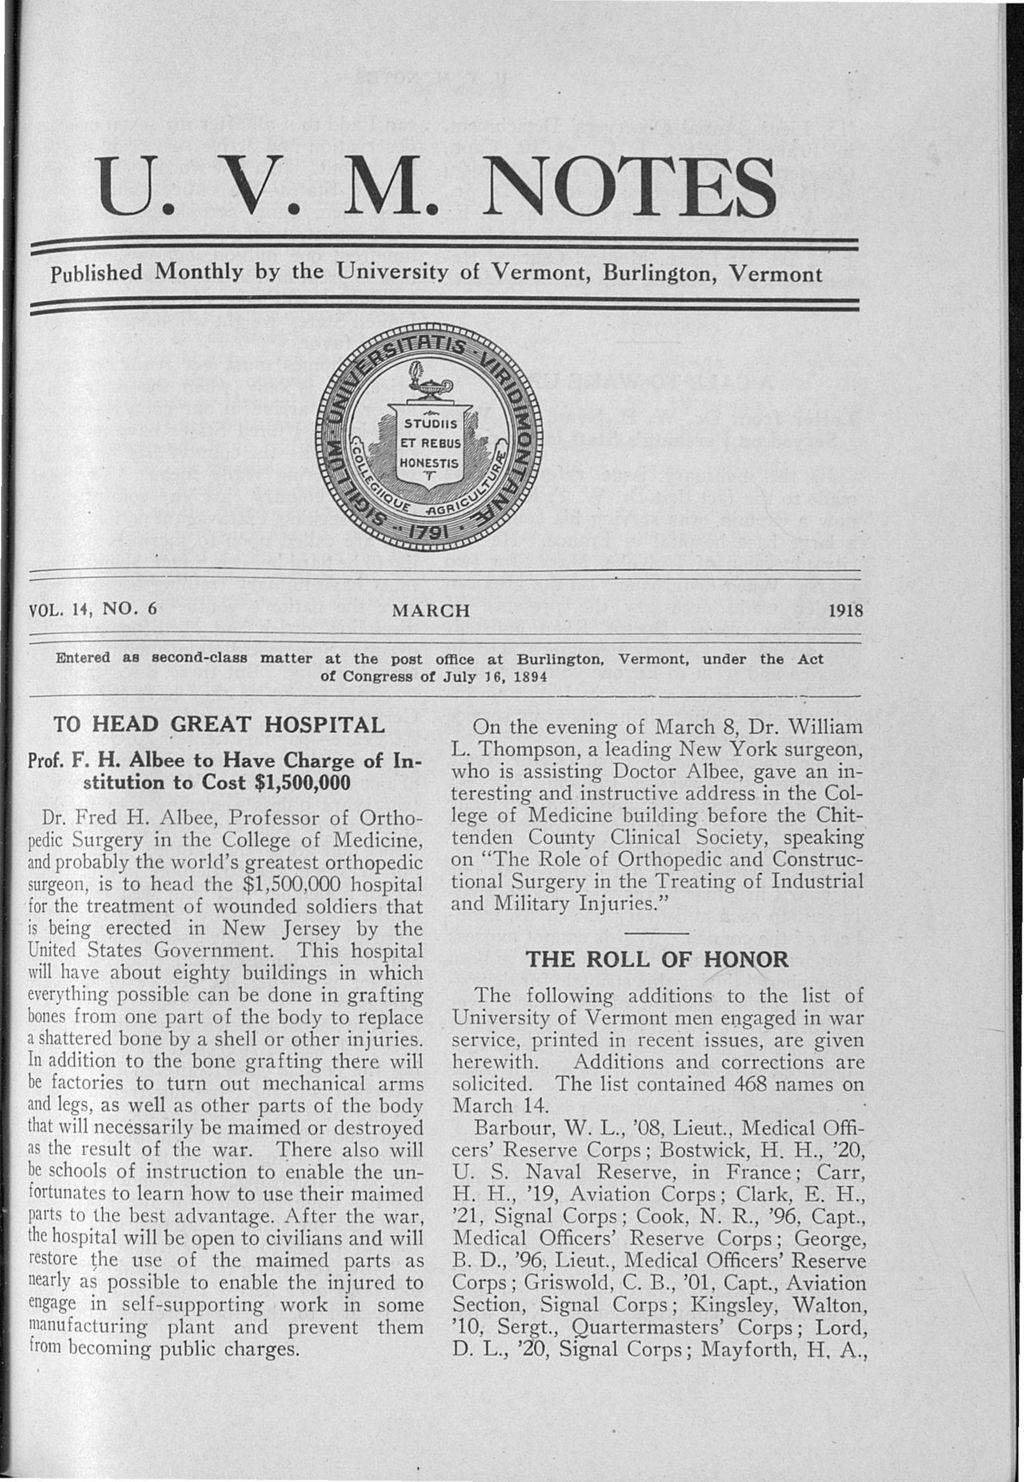 U. V. M. NOTES
Published Monthly by the University of Vermont, Burlington, Vermont
SIGILLUM · UNIVERSITATIS · VIRIDIMONTANÆ
COLLEGIIQUE AGRICULTURÆ
STUDIIS
ET REBUS
HONESTIS
1791
VOL. 14, NO. 6 MARCH 1918
Entered as second-class matter at the post office at Burlington, Vermont, under the Act
of Congress of July 16, 1894
TO HEAD GREAT HOSPITAL
Prof. F. H. Albee to Have Charge of In-
stitution to Cost $1,500,000
Dr. Fred H. Albee, Professor of Ortho-
pedic Surgery in the College of Medicine,
and probably the world's greatest orthopedic
surgeon, is to head the $1,500,000 hospital
for the treatment of wounded soldiers that
is being erected in New Jersey by the
United States Government. This hospital
will have about eighty buildings in which
everything possible can be done in grafting
bones from one part of the body to replace
a shattered bone by a shell or other injuries.
In addition to the bone grafting there will
be factories to turn out mechanical arms
and legs, as well as other parts of the body
that will necessarily be maimed or destroyed
as the result of the war. There also will
be schools of instruction to enable the un-
fortunates to learn how to use their maimed
parts to the best advantage. After the war,
the hospital will be open to civilians and will
restore the use of the maimed parts as
nearly as possible to enable the injured to
engage in self-supporting work in some
manufacturing plant and prevent them
from becoming public charges.
On the evening of March 8, Dr. William
L. Thompson, a leading New York surgeon,
who is assisting Doctor Albee, gave an in-
teresting and instructive address in the Col-
lege of Medicine building before the Chit-
tenden County Clinical Society, speaking
on "The Role of Orthopedic and Construc-
tional Surgery in the Treating of Industrial
and Military Injuries."
THE ROLL OF HONOR
The following additions to the list of
University of Vermont men engaged in war
service, printed in recent issues, are given
herewith. Additions and corrections are
solicited. The list contained 468 names on
March 14.
Barbour, W. L., '08, Lieut., Medical Offi-
cers' Reserve Corps; Bostwick, H. H., '20,
U. S. Naval Reserve, in France; Carr,
H. H., '19, Aviation Corps; Clark, E. H.,
'21, Signal Corps; Cook, N. R., '96, Capt.,
Medical Officers' Reserve Corps; George,
B. D., '96, Lieut., Medical Officers' Reserve
Corps; Griswold, C. B., '01, Capt., Aviation
Section, Signal Corps; Kingsley, Walton,
'10, Sergt., Quartermasters' Corps; Lord,
D. L., '20, Signal Corps; Mayforth, H. A.,